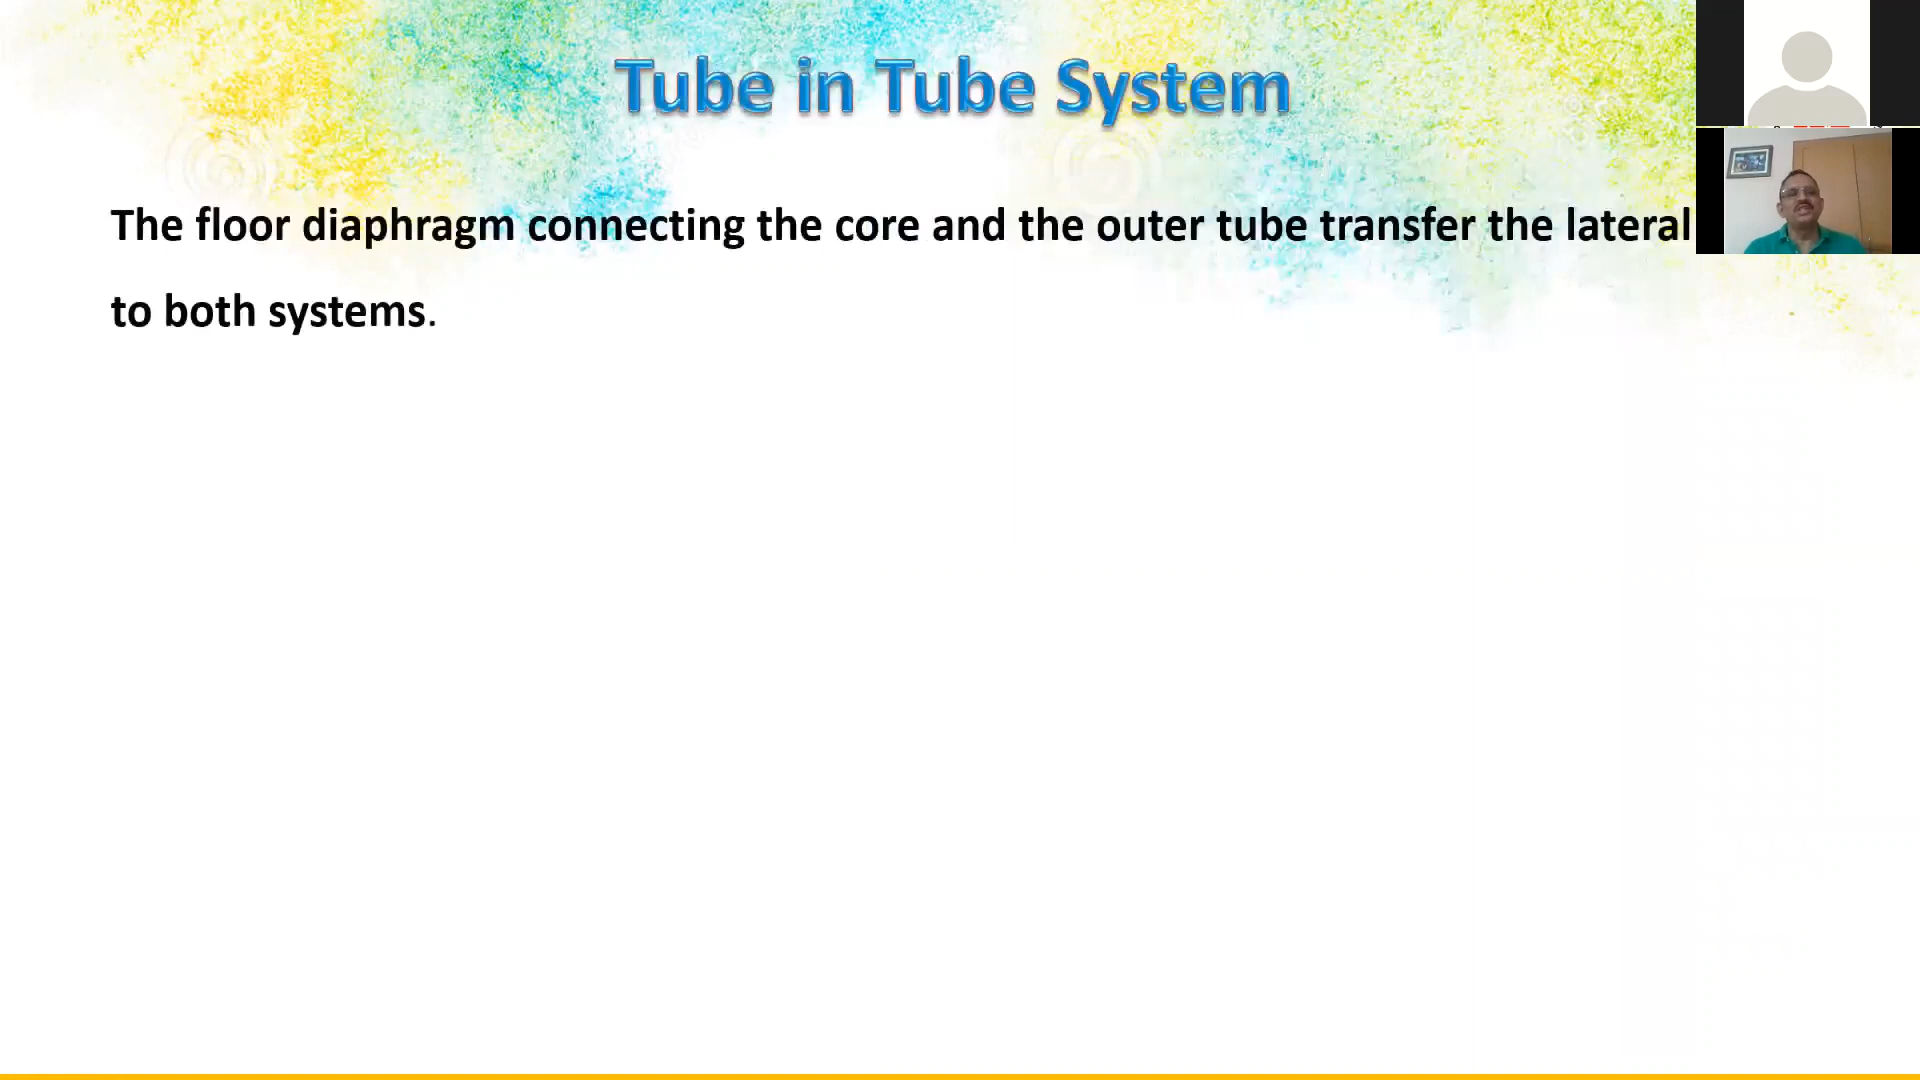 Tube in Tube System
The floor diaphragm connecting the core and the outer tube transfer the lateral
to both systems.